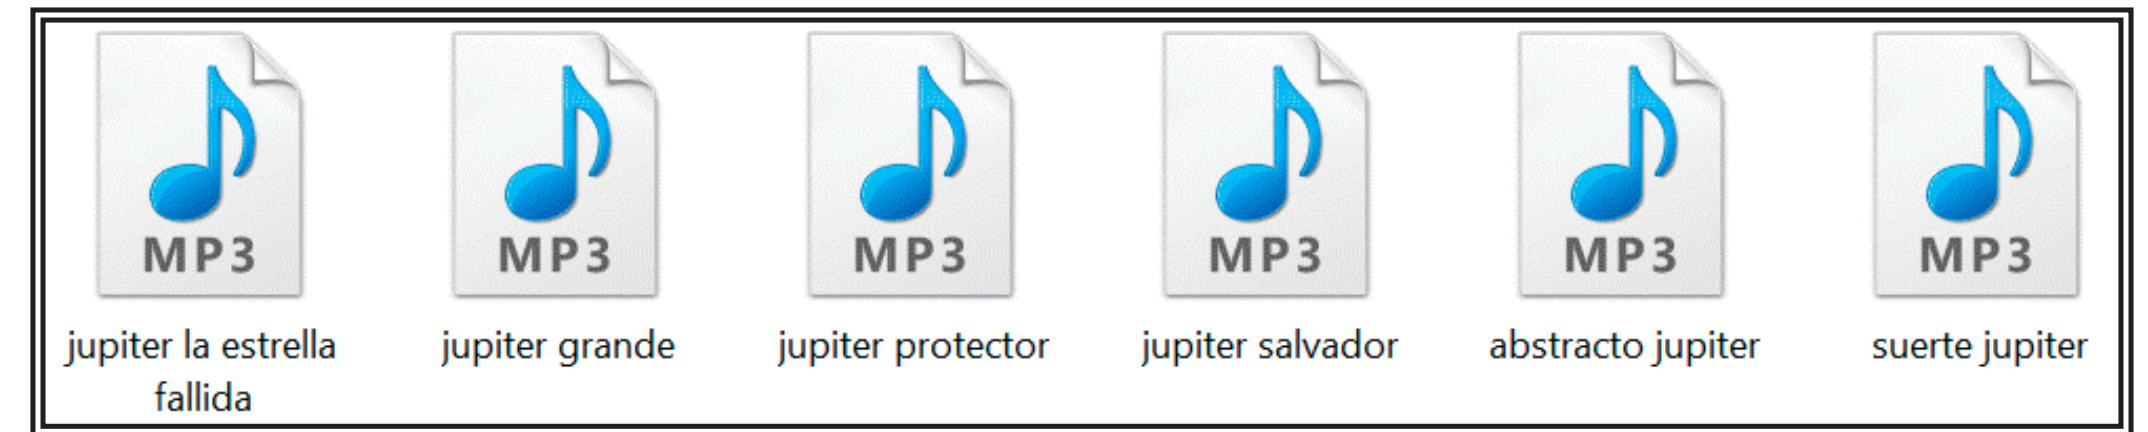 MP3 MP3 MP3 MP3 MP3 MP3
jupiter la estrella jupiter grande jupiter protector jupiter salvador abstracto jupiter suerte jupiter
fallida